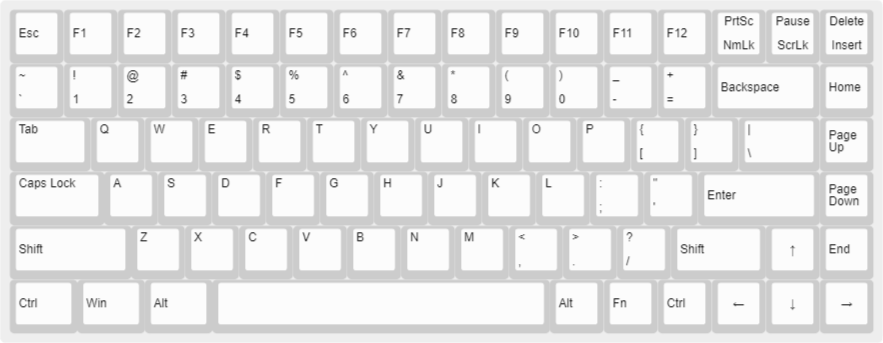 Esc F1 F2 F3 F4 F5 F6 F7 F8 F9 F10 F11 F12 PrtSc Pause Delete
NmLk ScrLk Insert
~ ! @ # $ % ^ & * ( ) _ +
` 1 2 3 4 5 6 7 8 9 0 - = Backspace Home
Tab Q W E R T Y U I O P { } | Page
[ ] \ Up
Caps Lock A S D F G H J K L : " Enter Page
; ' Down
Shift Z X C V B N M < > ? Shift ↑ End
, . /
Ctrl Win Alt Alt Fn Ctrl ← ↓ →